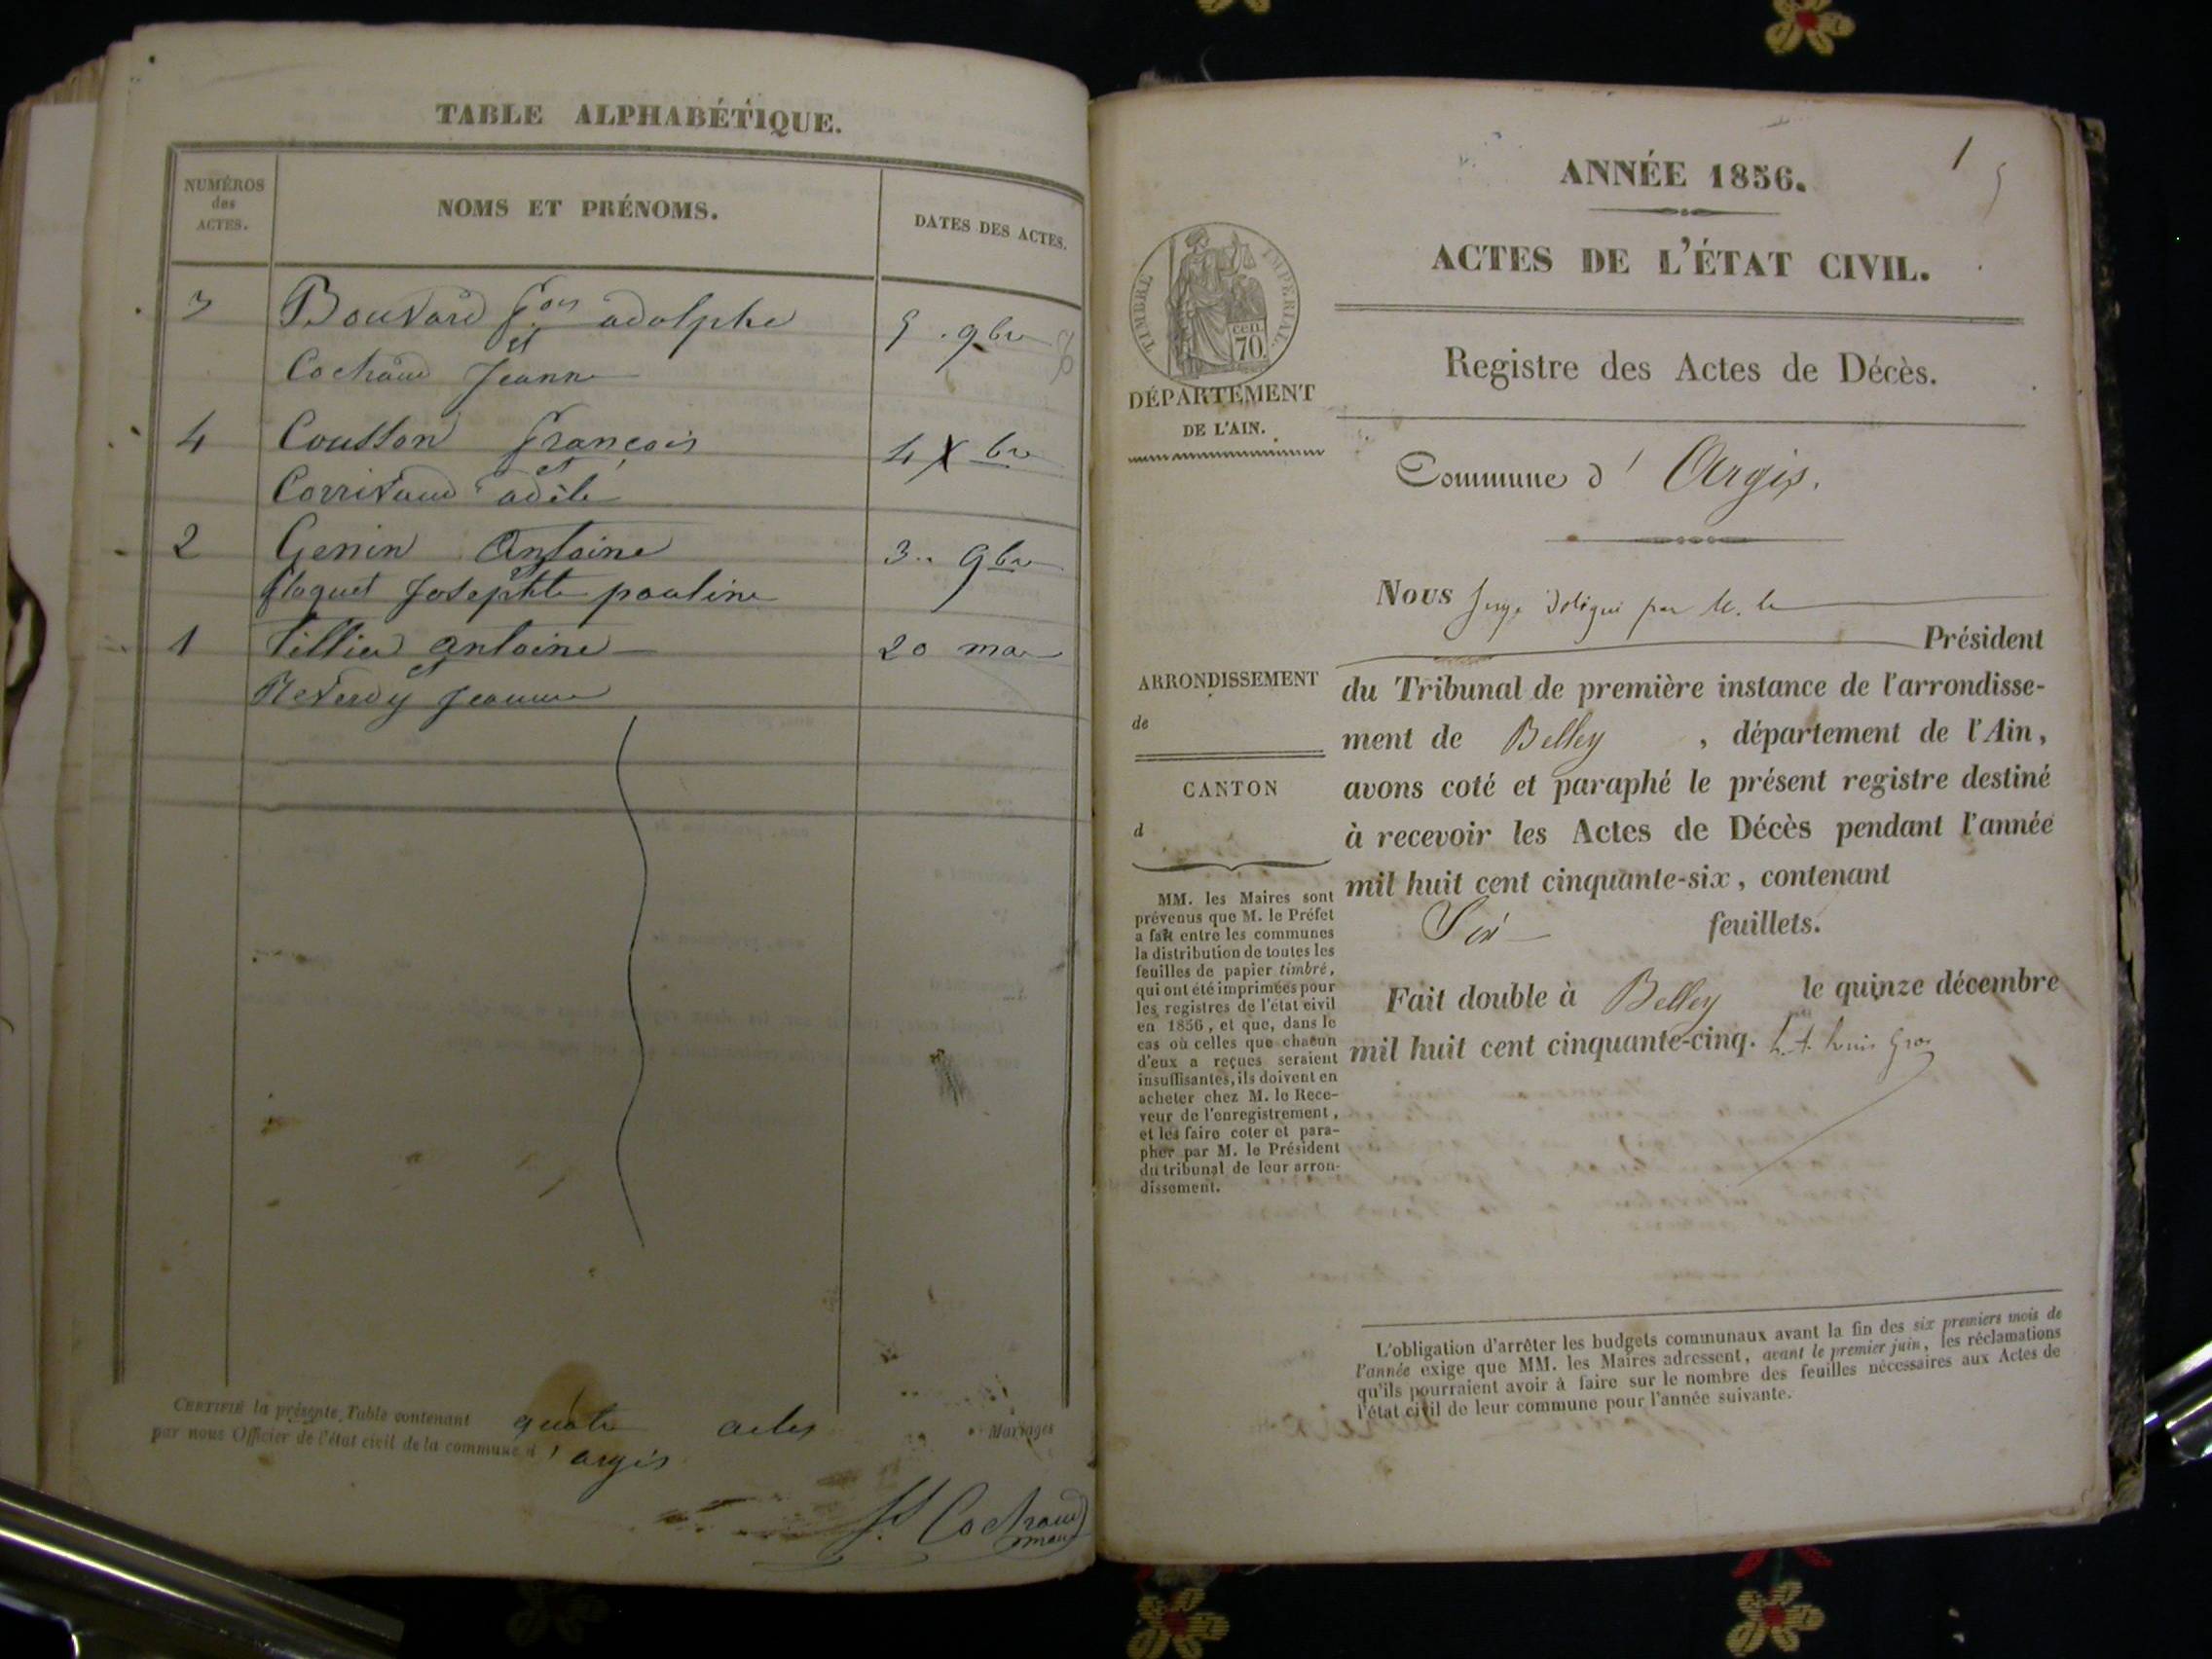 TABLE ALPHABÉTIQUE.
NUMÉROS
des
ACTES.
NOMS ET PRÉNOMS.
DATES DES ACTES.
3 Bouvard fois adolphe 9 . 9bre
et
Cochaud Jeanne
4 Coutton françois 4 Xbre
et
adèle
2 Genin Antoine 3 .. 9bre
et
floquet Josephte pauline
1 Tillier antoine 20 mar
et
Reverdy Jeanne
CERTIFIÉ la présente Table contenant quatre actes Mariages
par nous Officier de l'état civil de la commune d' argis
Cochaud
maire
1
ANNÉE 1856.
ACTES DE L'ÉTAT CIVIL.
TIMBRE IMPÉRIAL.
cen.
70.
Registre des Actes de Décès.
DÉPARTEMENT
DE L'AIN.
Commune d' Argis.
Nous Juge délégué par M. le
Président
ARRONDISSEMENT
de
CANTON
d
du Tribunal de première instance de l'arrondisse-
ment de Belley , département de l'Ain,
avons coté et paraphé le présent registre destiné
à recevoir les Actes de Décès pendant l'année
mil huit cent cinquante-six, contenant
Six feuillets.
Fait double à Belley le quinze décembre
mil huit cent cinquante-cinq. Louis Gros
MM. les Maires sont
prévenus que M. le Préfet
a fait entre les communes
la distribution de toutes les
feuilles de papier timbré,
qui ont été imprimées pour
les registres de l'état civil
en 1856, et que, dans le
cas où celles que chacun
d'eux a reçues seraient
insuffisantes, ils doivent en
acheter chez M. le Rece-
veur de l'enregistrement,
et les faire coter et para-
pher par M. le Président
du tribunal de leur arron-
dissement.
L'obligation d'arrêter les budgets communaux avant la fin des six premiers mois de
l'année exige que MM. les Maires adressent, avant le premier juin, les réclamations
qu'ils pourraient avoir à faire sur le nombre des feuilles nécessaires aux Actes de
l'état civil de leur commune pour l'année suivante.